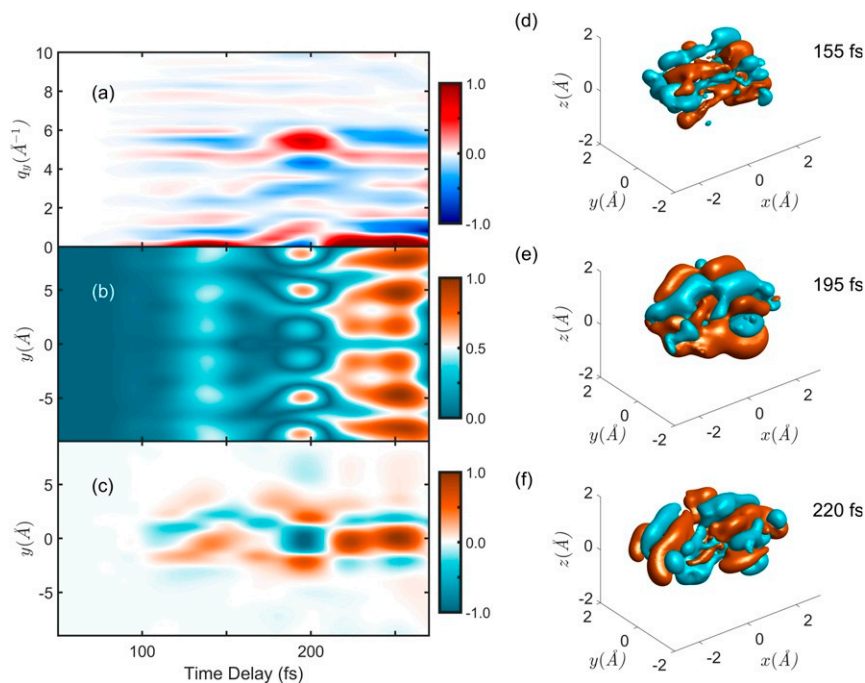 (a)
10
8
6
4
2
0
q_y(Å⁻¹)
1.0
0.0
-1.0
(b)
5
0
-5
y(Å)
1.0
0.5
0.0
(c)
5
0
-5
y(Å)
1.0
0.0
-1.0
100
200
Time Delay (fs)
(d)
155 fs
2
0
-2
z(Å)
2
0
-2
y(Å)
-2
0
2
x(Å)
(e)
195 fs
2
0
-2
z(Å)
2
0
-2
y(Å)
-2
0
2
x(Å)
(f)
220 fs
2
0
-2
z(Å)
2
0
-2
y(Å)
-2
0
2
x(Å)